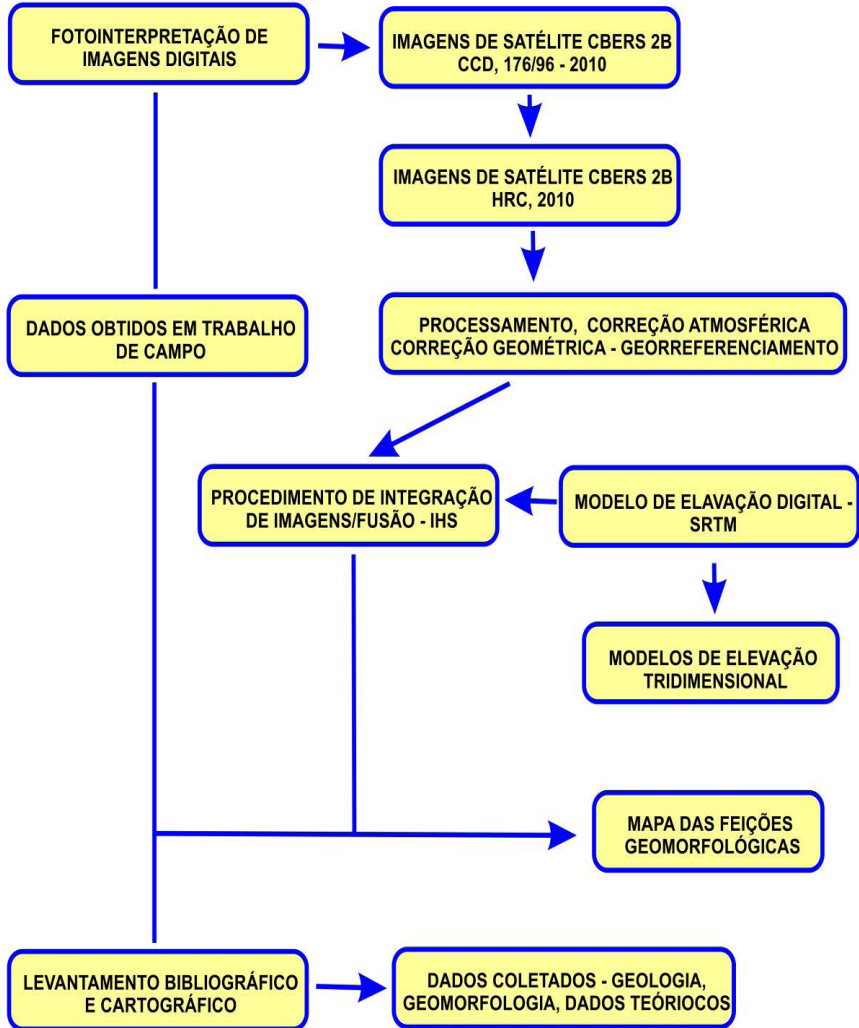 FOTOINTERPRETAÇÃO DE
IMAGENS DIGITAIS
IMAGENS DE SATÉLITE CBERS 2B
CCD, 176/96 - 2010
IMAGENS DE SATÉLITE CBERS 2B
HRC, 2010
DADOS OBTIDOS EM TRABALHO
DE CAMPO
PROCESSAMENTO, CORREÇÃO ATMOSFÉRICA
CORREÇÃO GEOMÉTRICA - GEORREFERENCIAMENTO
PROCEDIMENTO DE INTEGRAÇÃO
DE IMAGENS/FUSÃO - IHS
MODELO DE ELAVAÇÃO DIGITAL -
SRTM
MODELOS DE ELEVAÇÃO
TRIDIMENSIONAL
MAPA DAS FEIÇÕES
GEOMORFOLÓGICAS
LEVANTAMENTO BIBLIOGRÁFICO
E CARTOGRÁFICO
DADOS COLETADOS - GEOLOGIA,
GEOMORFOLOGIA, DADOS TEÓRIOCOS